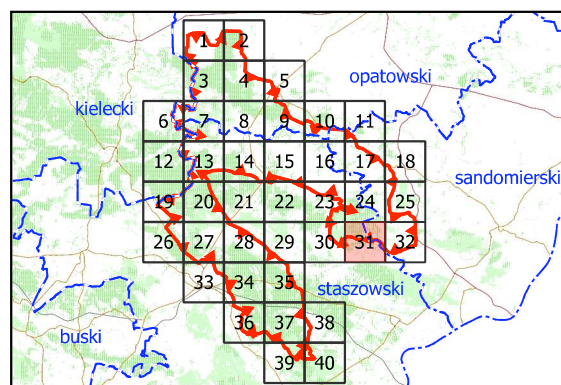 1 2
3 4 5
opatowski
kielecki
6 7 8 9 10 11
12 13 14 15 16 17 18
sandomierski
19 20 21 22 23 24 25
26 27 28 29 30 31 32
33 34 35
staszowski
buski
36 37 38
39 40